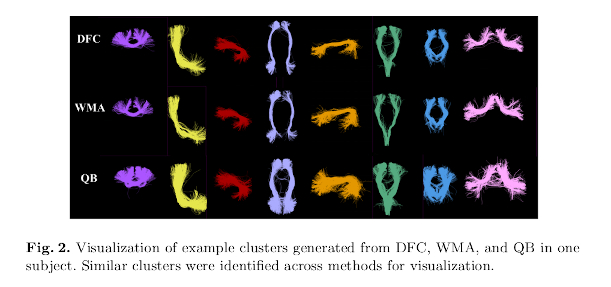 DFC
WMA
QB
Fig. 2. Visualization of example clusters generated from DFC, WMA, and QB in one
subject. Similar clusters were identified across methods for visualization.